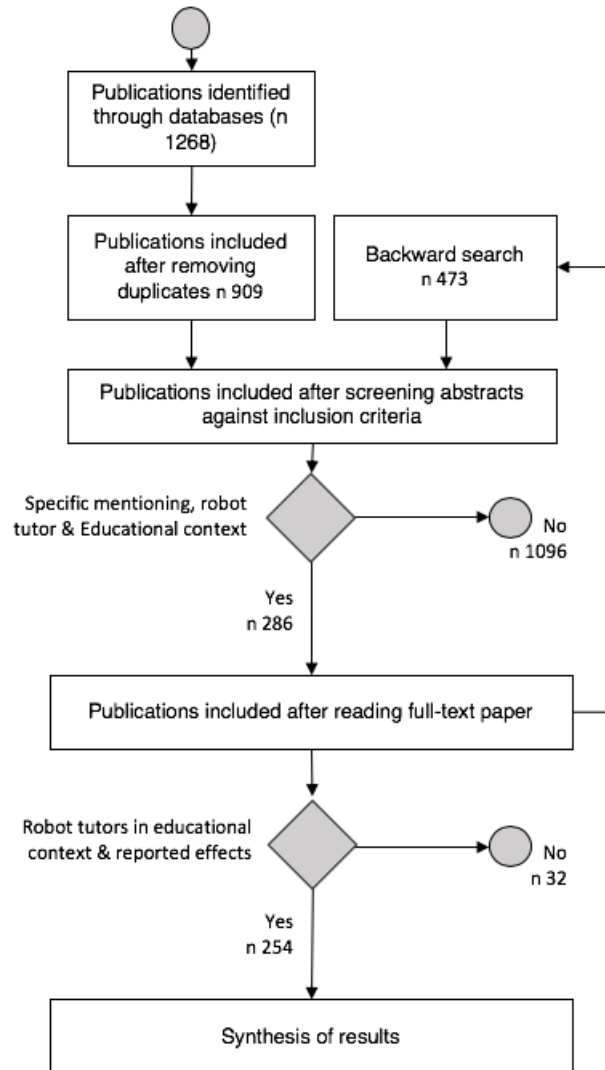 Publications identified
through databases (n
1268)
Publications included
after removing
duplicates n 909
Backward search
n 473
Publications included after screening abstracts
against inclusion criteria
Specific mentioning, robot
tutor & Educational context
No
n 1096
Yes
n 286
Publications included after reading full-text paper
Robot tutors in educational
context & reported effects
No
n 32
Yes
n 254
Synthesis of results